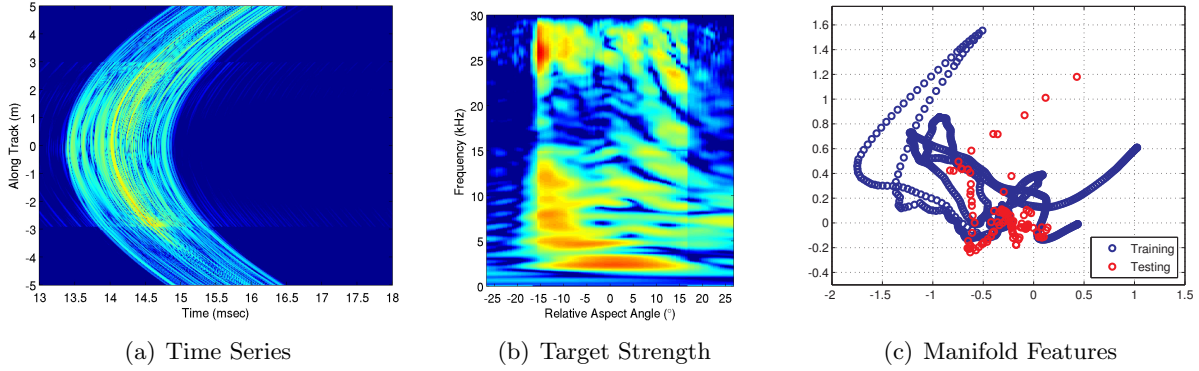 5
4
3
2
1
0
-1
-2
-3
-4
-5
Along Track (m)
13 13.5 14 14.5 15 15.5 16 16.5 17 17.5 18
Time (msec)
(a) Time Series
30
25
20
15
10
5
0
Frequency (kHz)
-25 -20 -15 -10 -5 0 5 10 15 20 25
Relative Aspect Angle (°)
(b) Target Strength
1.6
1.4
1.2
1
0.8
0.6
0.4
0.2
0
-0.2
-0.4
-2 -1.5 -1 -0.5 0 0.5 1 1.5
Training
Testing
(c) Manifold Features